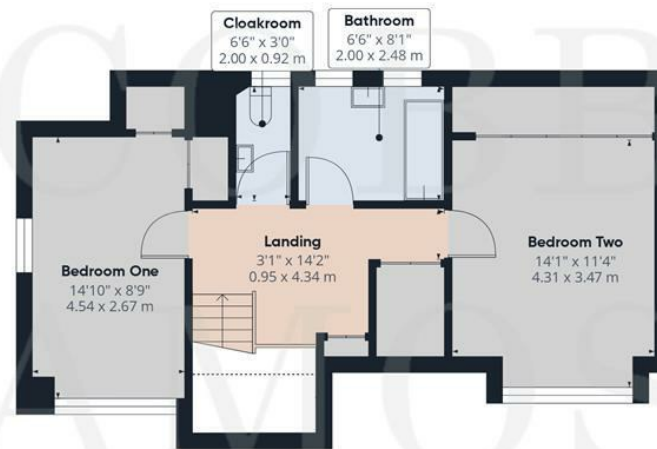 Cloakroom
6'6" x 3'0"
2.00 x 0.92 m
Bathroom
6'6" x 8'1"
2.00 x 2.48 m
COBB
Landing
3'1" x 14'2"
0.95 x 4.34 m
Bedroom Two
14'1" x 11'4"
4.31 x 3.47 m
Bedroom One
14'10" x 8'9"
4.54 x 2.67 m
AMOS